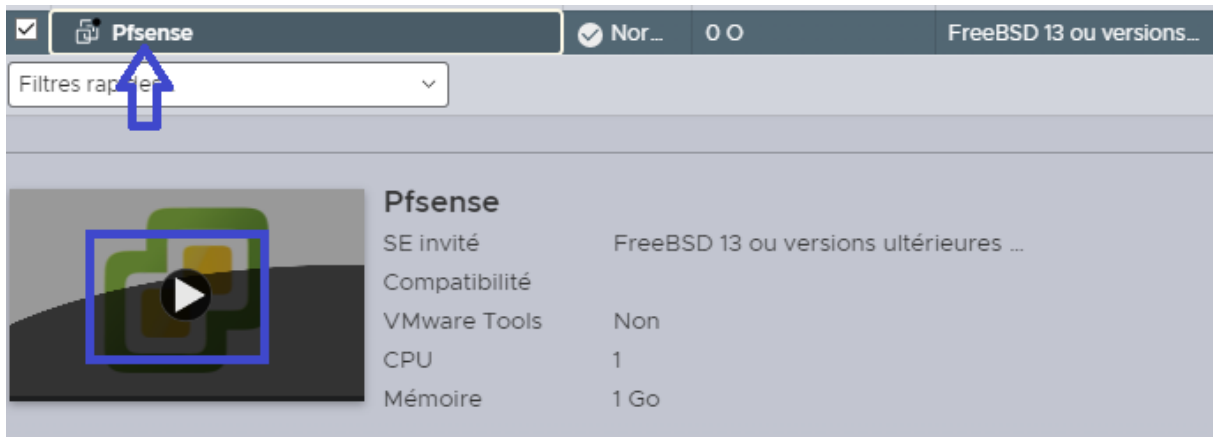 Pfsense Nor... 0 O FreeBSD 13 ou versions...
Filtres rapides
Pfsense
SE invité FreeBSD 13 ou versions ultérieures ...
Compatibilité
VMware Tools Non
CPU 1
Mémoire 1 Go